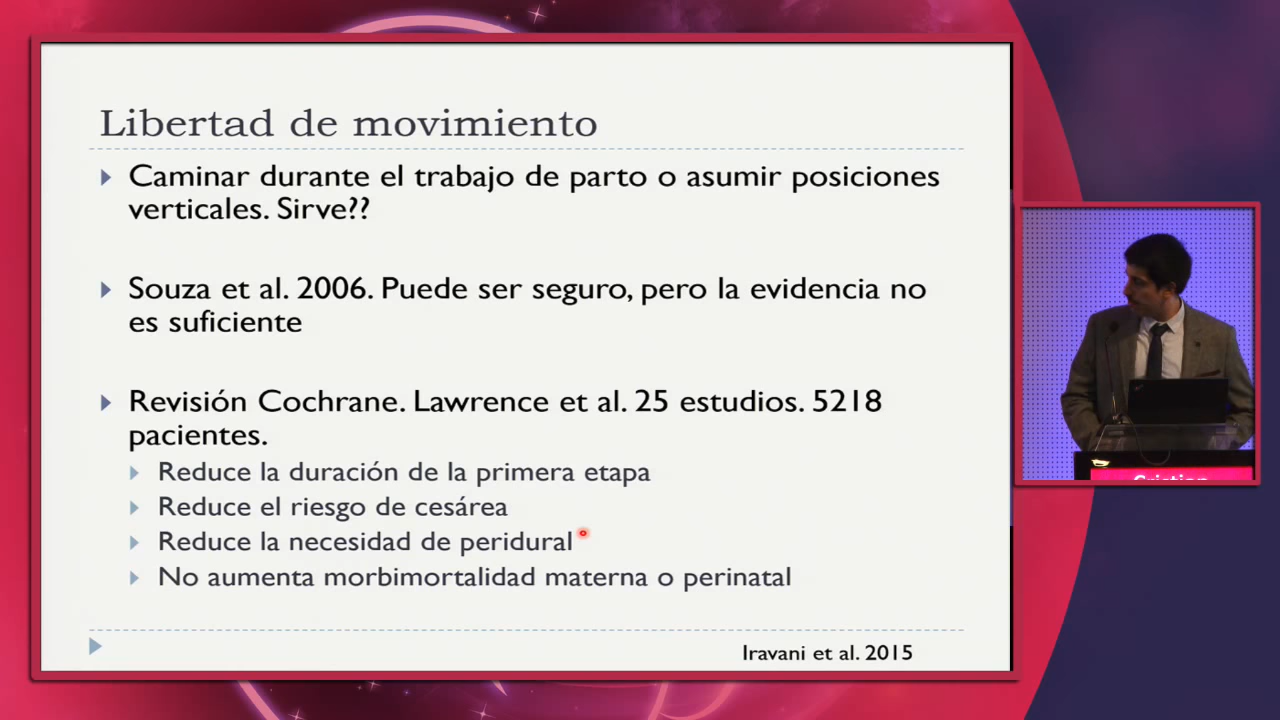 Libertad de movimiento
Caminar durante el trabajo de parto o asumir posiciones
verticales. Sirve??
Souza et al. 2006. Puede ser seguro, pero la evidencia no
es suficiente
Revisión Cochrane. Lawrence et al. 25 estudios. 5218
pacientes.
Reduce la duración de la primera etapa
Reduce el riesgo de cesárea
Reduce la necesidad de peridural
No aumenta morbimortalidad materna o perinatal
Iravani et al. 2015
Cristian